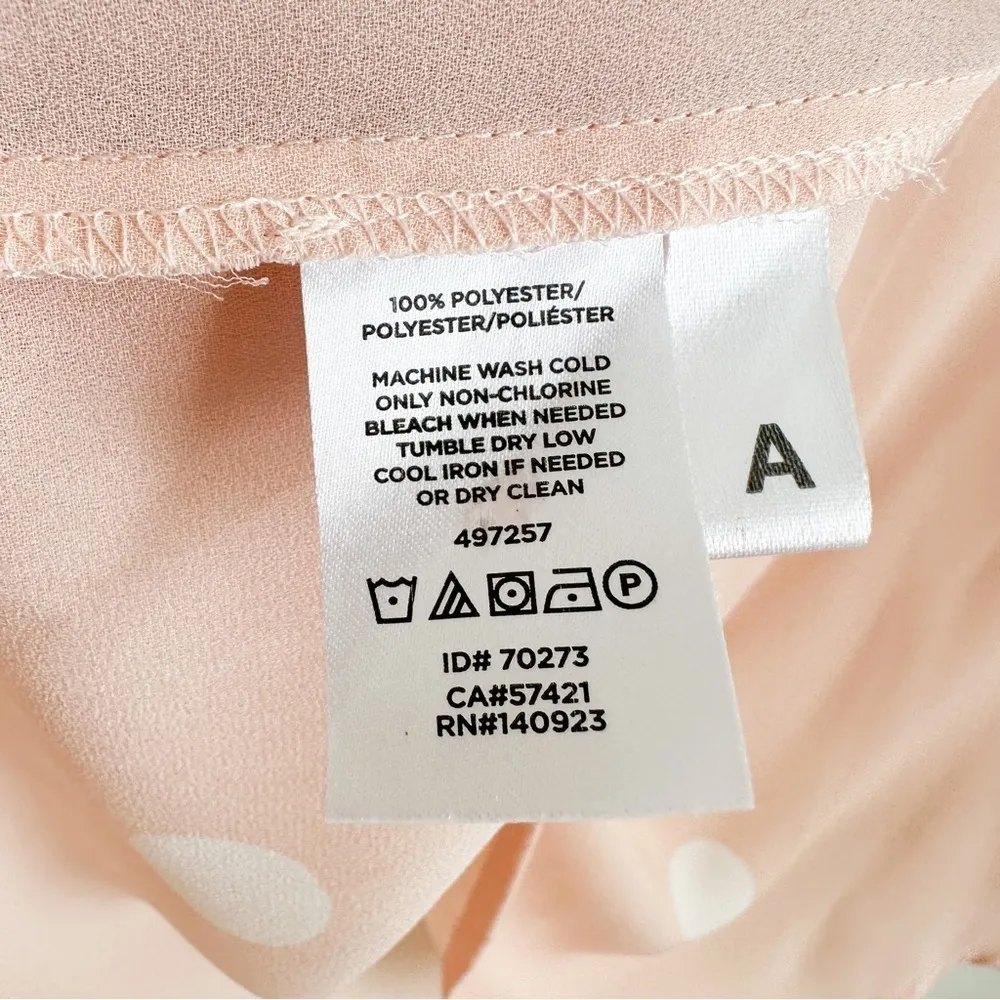 100% POLYESTER/
POLYESTER/POLIÉSTER
MACHINE WASH COLD
ONLY NON-CHLORINE
BLEACH WHEN NEEDED
TUMBLE DRY LOW
COOL IRON IF NEEDED
OR DRY CLEAN
497257
P
ID# 70273
CA#57421
RN#140923
A